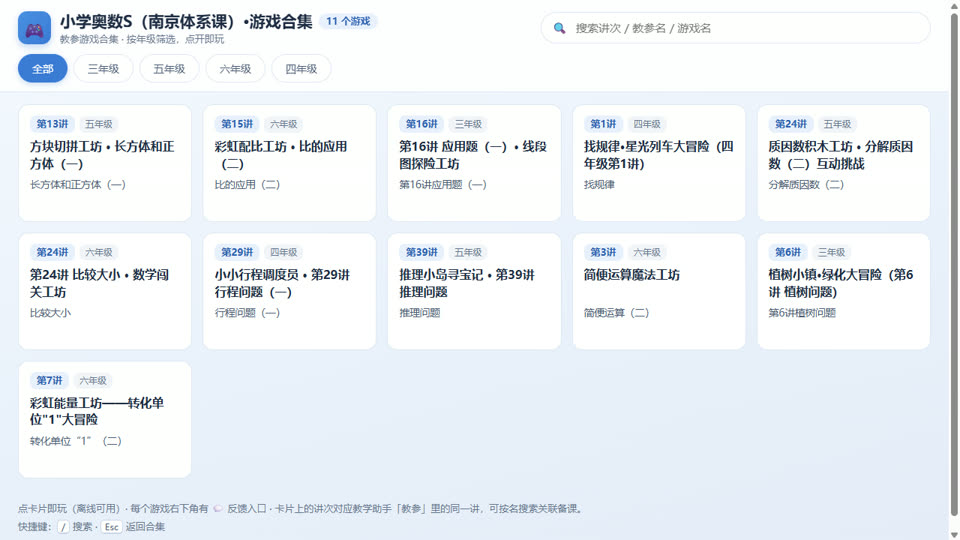 小学奥数S（南京体系课）•游戏合集 11 个游戏
教参游戏合集 · 按年级筛选，点开即玩
搜索讲次 / 教参名 / 游戏名
全部 三年级 五年级 六年级 四年级
第13讲 五年级
方块切拼工坊 • 长方体和正
方体（一）
长方体和正方体（一）
第15讲 六年级
彩虹配比工坊 • 比的应用
（二）
比的应用（二）
第16讲 三年级
第16讲 应用题（一）• 线段
图探险工坊
第16讲应用题（一）
第1讲 四年级
找规律•星光列车大冒险（四
年级第1讲）
找规律
第24讲 五年级
质因数积木工坊 • 分解质因
数（二）互动挑战
分解质因数（二）
第24讲 六年级
第24讲 比较大小 • 数学闯
关工坊
比较大小
第29讲 四年级
小小行程调度员 • 第29讲
行程问题（一）
行程问题（一）
第39讲 五年级
推理小岛寻宝记 • 第39讲
推理问题
推理问题
第3讲 六年级
简便运算魔法工坊
简便运算（二）
第6讲 三年级
植树小镇•绿化大冒险（第6
讲 植树问题）
第6讲植树问题
第7讲 六年级
彩虹能量工坊——转化单
位"1"大冒险
转化单位“1”（二）
点卡片即玩（离线可用）· 每个游戏右下角有 反馈入口 · 卡片上的讲次对应教学助手「教参」里的同一讲，可按名搜索关联备课。
快捷键： / 搜索 · Esc 返回合集